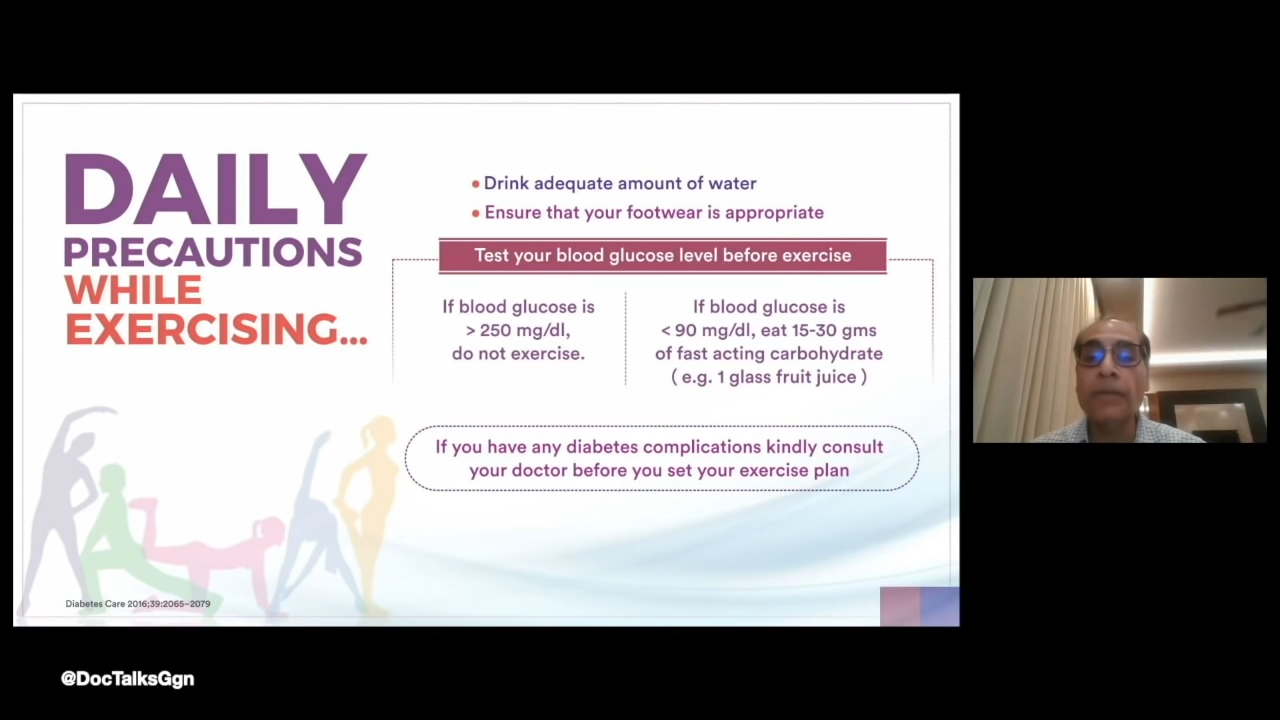 DAILY
PRECAUTIONS
WHILE
EXERCISING...
• Drink adequate amount of water
• Ensure that your footwear is appropriate
Test your blood glucose level before exercise
If blood glucose is
> 250 mg/dl,
do not exercise.
If blood glucose is
< 90 mg/dl, eat 15-30 gms
of fast acting carbohydrate
( e.g. 1 glass fruit juice )
If you have any diabetes complications kindly consult
your doctor before you set your exercise plan
Diabetes Care 2016;39:2065–2079
@DocTalksGgn